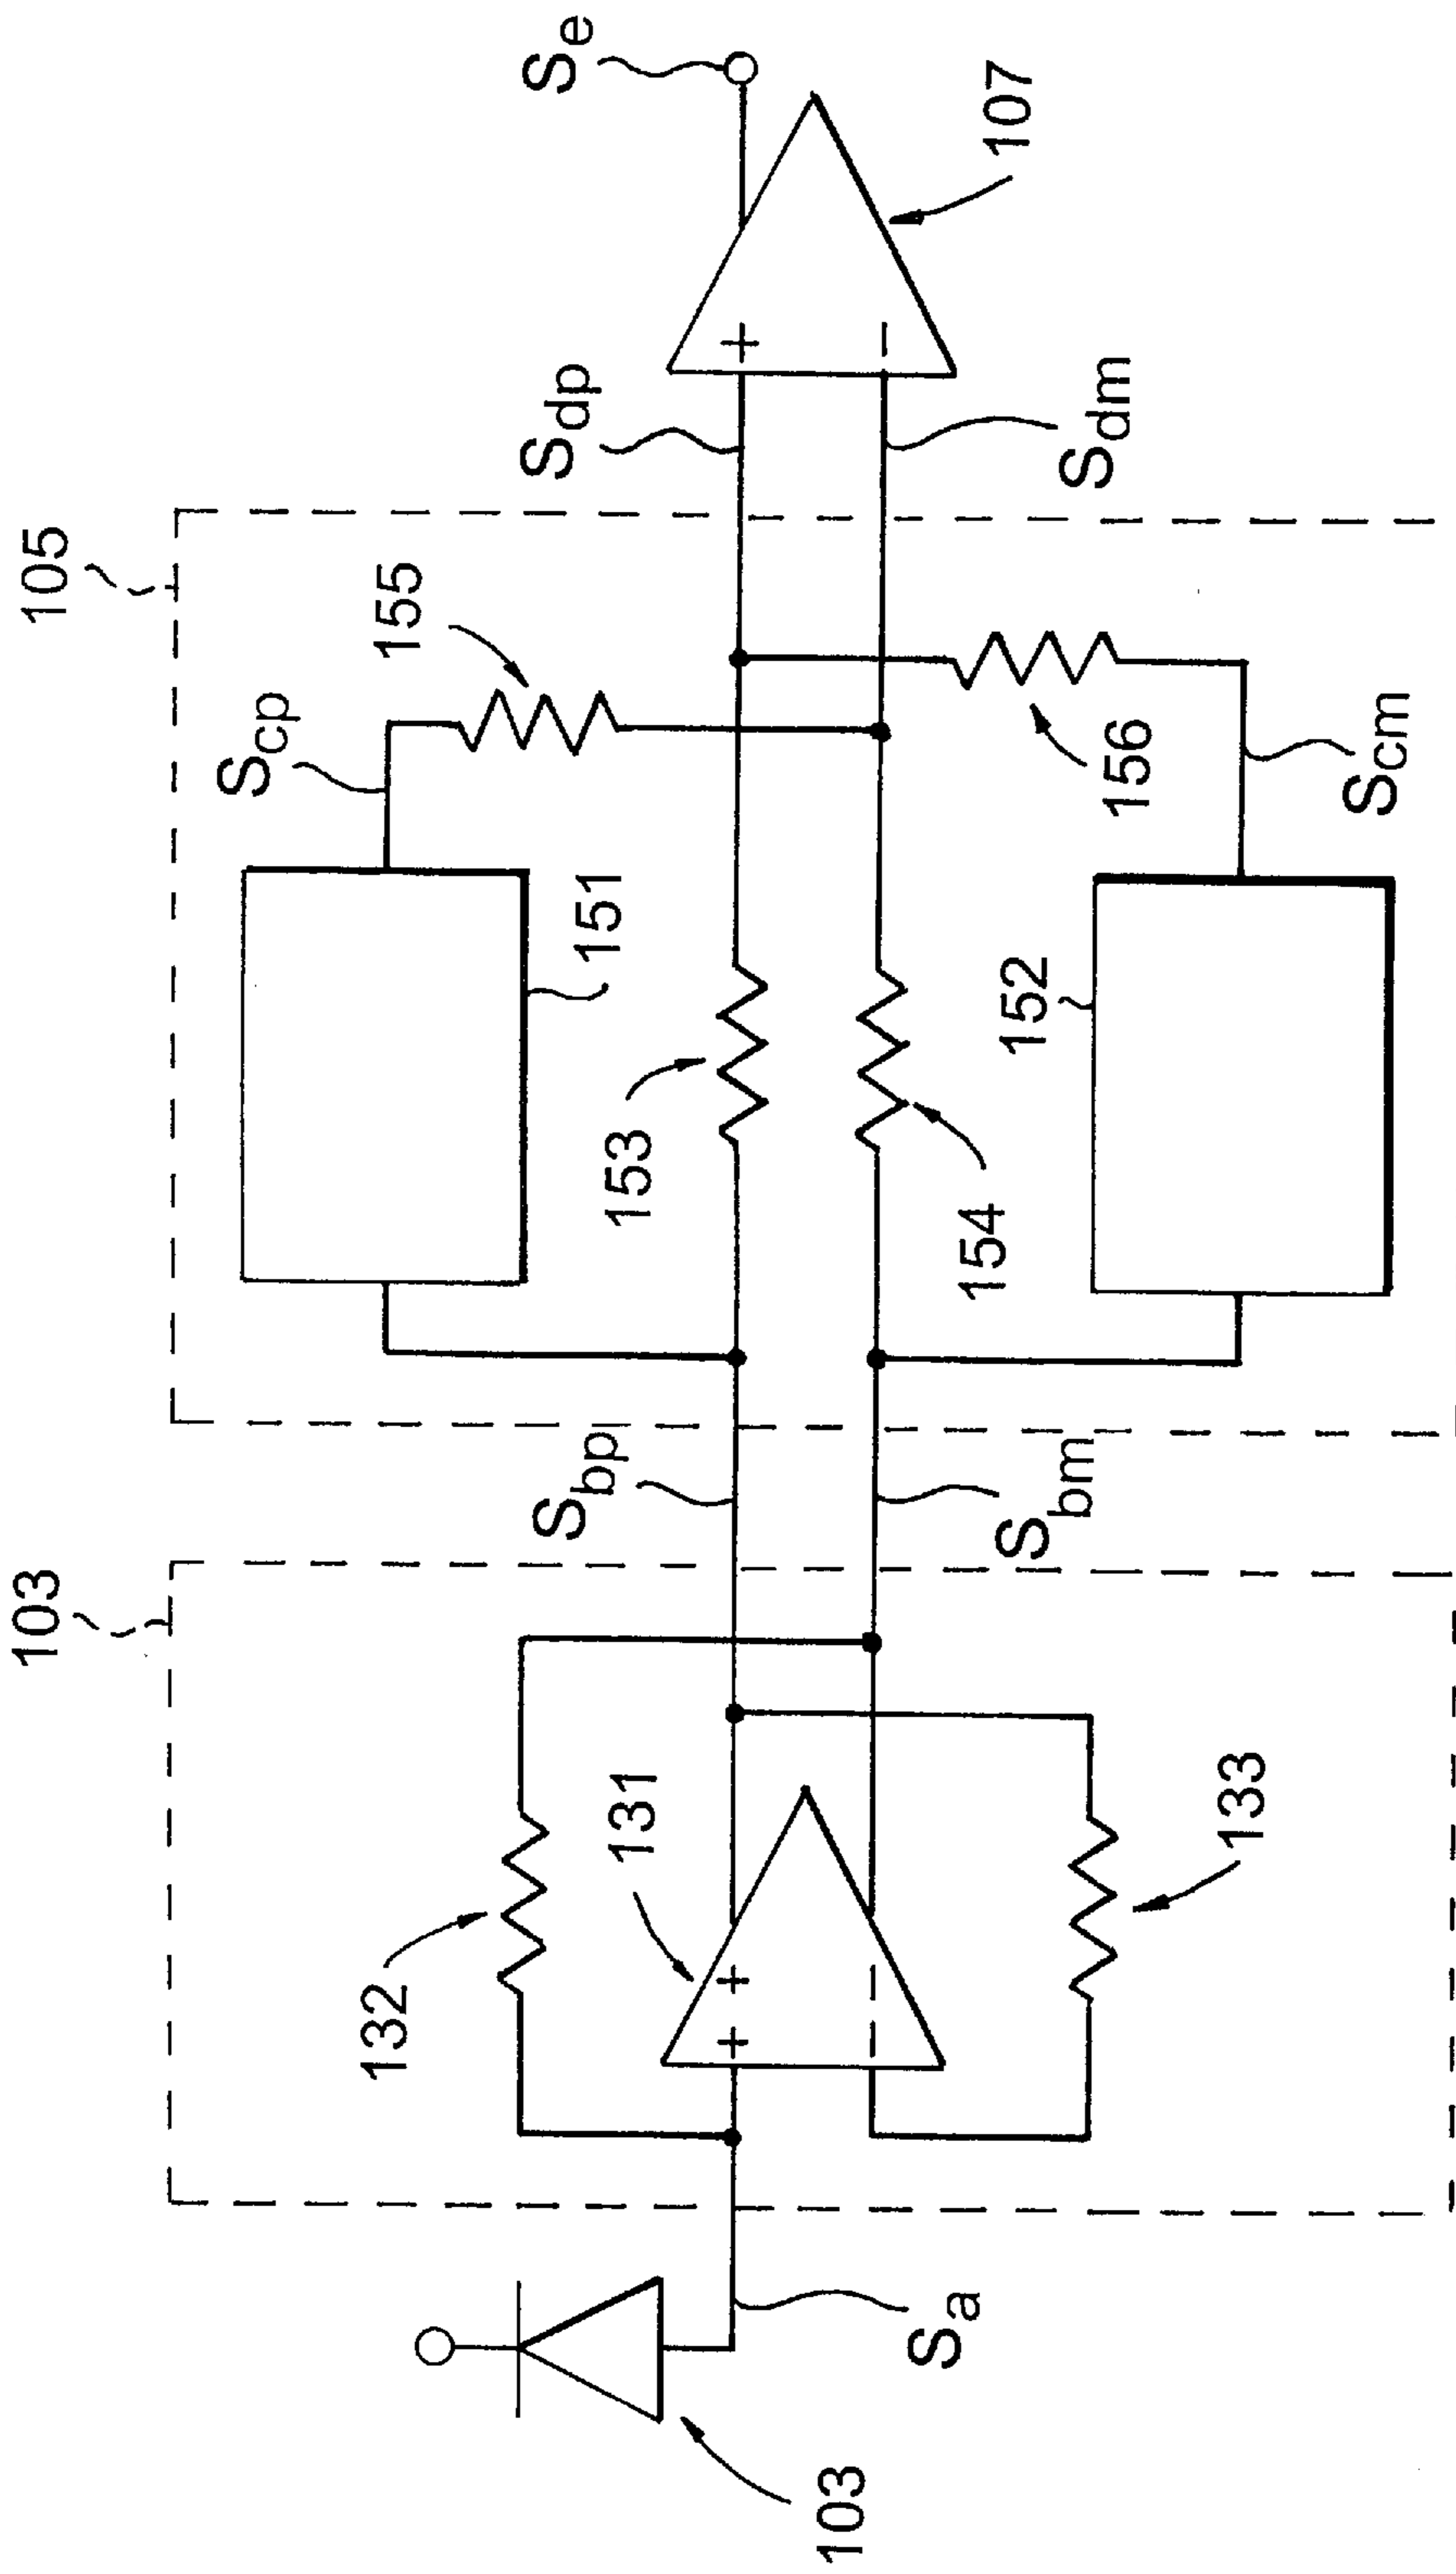 103
105
Scp
155
132
131
Sbp
153
151
Sdp
Se
+ +
− −
+
−
103
Sa
133
Sbm
154
152
156
Scm
Sdm
107